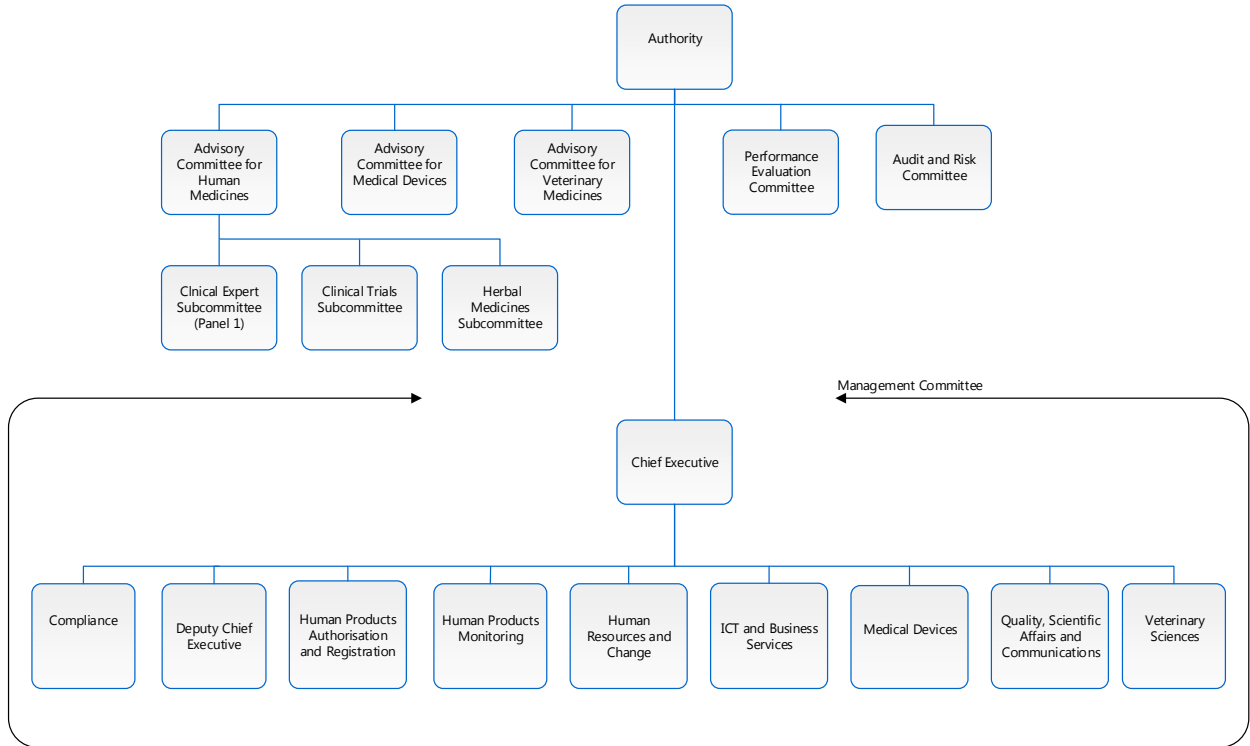 Authority
Advisory
Committee for
Human
Medicines
Advisory
Committee for
Medical Devices
Advisory
Committee for
Veterinary
Medicines
Performance
Evaluation
Committee
Audit and Risk
Committee
Clnical Expert
Subcommittee
(Panel 1)
Clinical Trials
Subcommittee
Herbal
Medicines
Subcommittee
Management Committee
Chief Executive
Compliance
Deputy Chief
Executive
Human Products
Authorisation
and Registration
Human Products
Monitoring
Human
Resources and
Change
ICT and Business
Services
Medical Devices
Quality, Scientific
Affairs and
Communications
Veterinary
Sciences